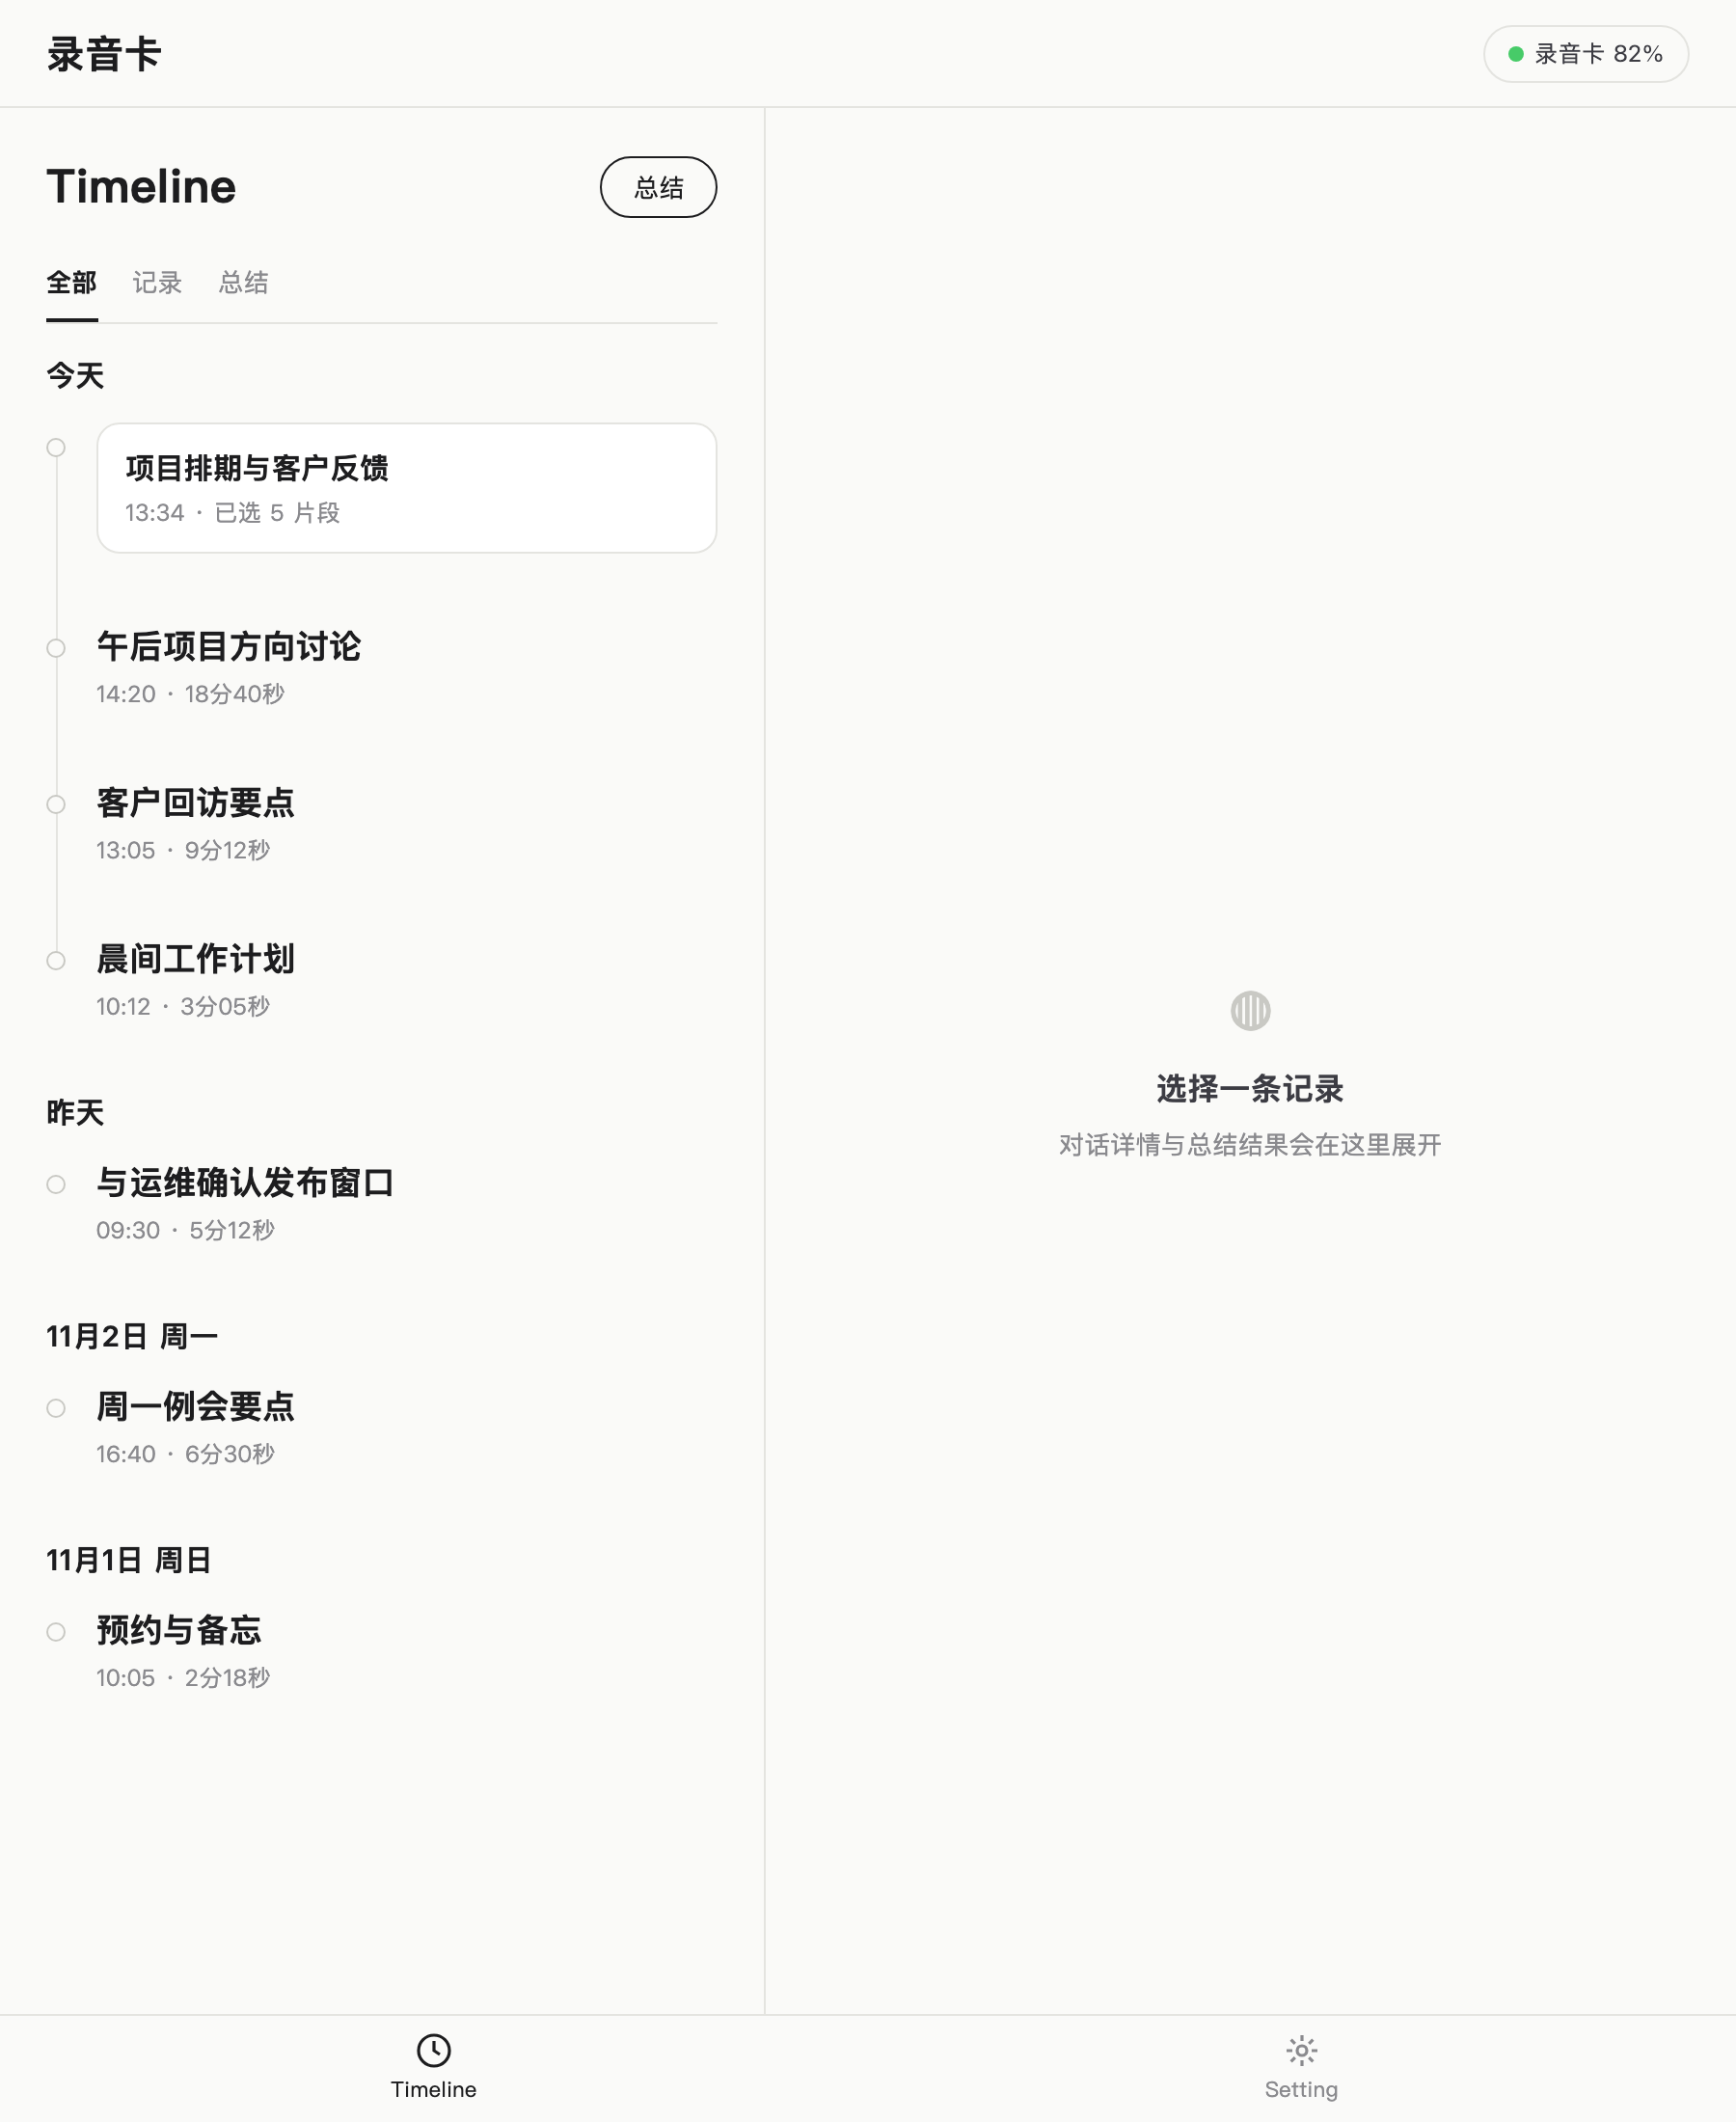 录音卡
录音卡 82%
Timeline
总结
全部 记录 总结
今天
项目排期与客户反馈
13:34 · 已选 5 片段
午后项目方向讨论
14:20 · 18分40秒
客户回访要点
13:05 · 9分12秒
晨间工作计划
10:12 · 3分05秒
昨天
与运维确认发布窗口
09:30 · 5分12秒
11月2日 周一
周一例会要点
16:40 · 6分30秒
11月1日 周日
预约与备忘
10:05 · 2分18秒
选择一条记录
对话详情与总结结果会在这里展开
Timeline
Setting